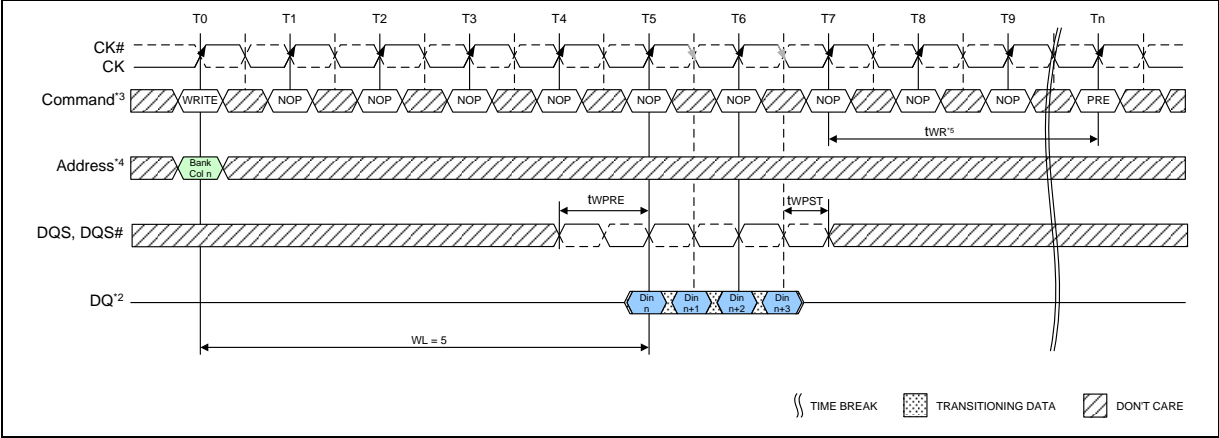 T0 T1 T2 T3 T4 T5 T6 T7 T8 T9 Tn
CK#
CK
Command*3 WRITE NOP NOP NOP NOP NOP NOP NOP NOP NOP PRE
tWR*5
Address*4 Bank
Col n
tWPRE tWPST
DQS, DQS#
DQ*2 Din n Din n+1 Din n+2 Din n+3
WL = 5
TIME BREAK TRANSITIONING DATA DON'T CARE